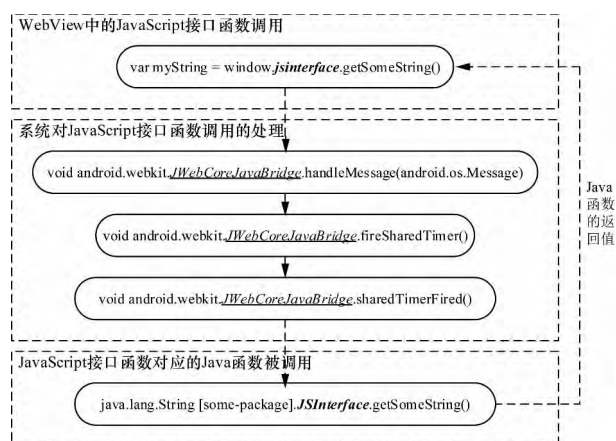 WebView中的JavaScript接口函数调用
var myString = window.jsinterface.getSomeString()
系统对JavaScript接口函数调用的处理
void android.webkit.JWebCoreJavaBridge.handleMessage(android.os.Message)
void android.webkit.JWebCoreJavaBridge.fireSharedTimer()
void android.webkit.JWebCoreJavaBridge.sharedTimerFired()
Java
函数
的返
回值
JavaScript接口函数对应的Java函数被调用
java.lang.String [some-package].JSInterface.getSomeString()